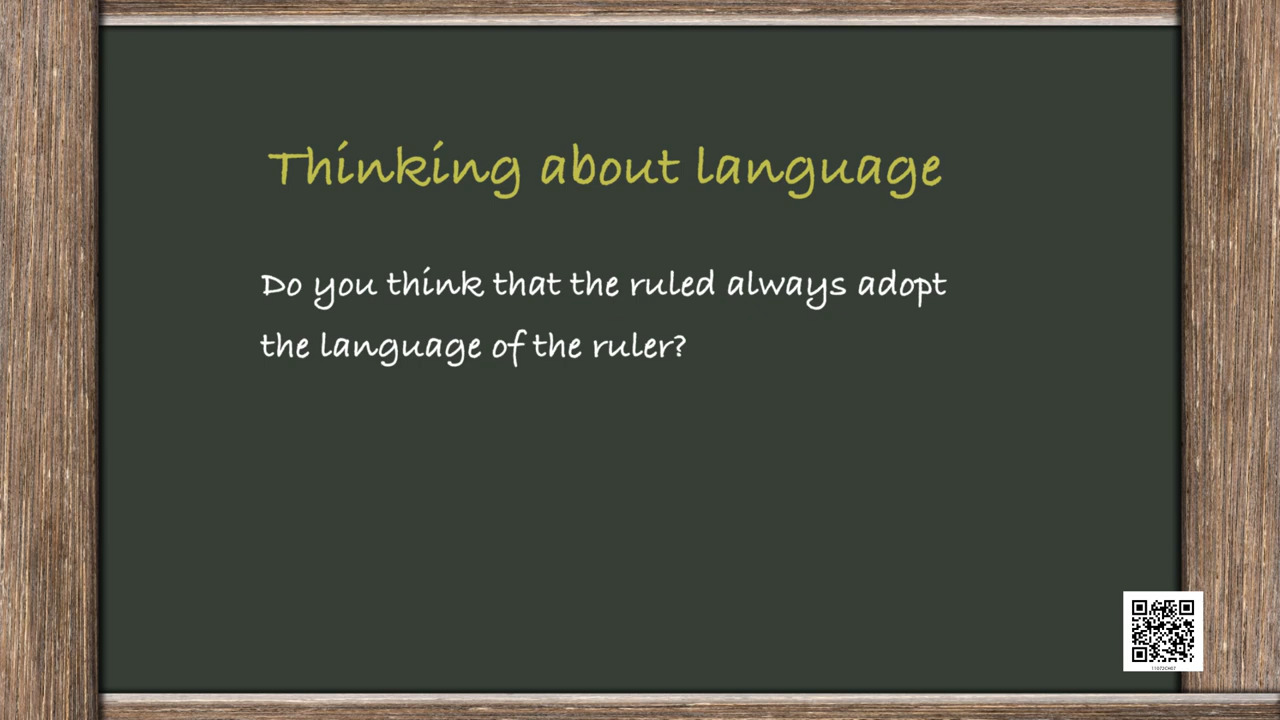 Thinking about language
Do you think that the ruled always adopt
the language of the ruler?